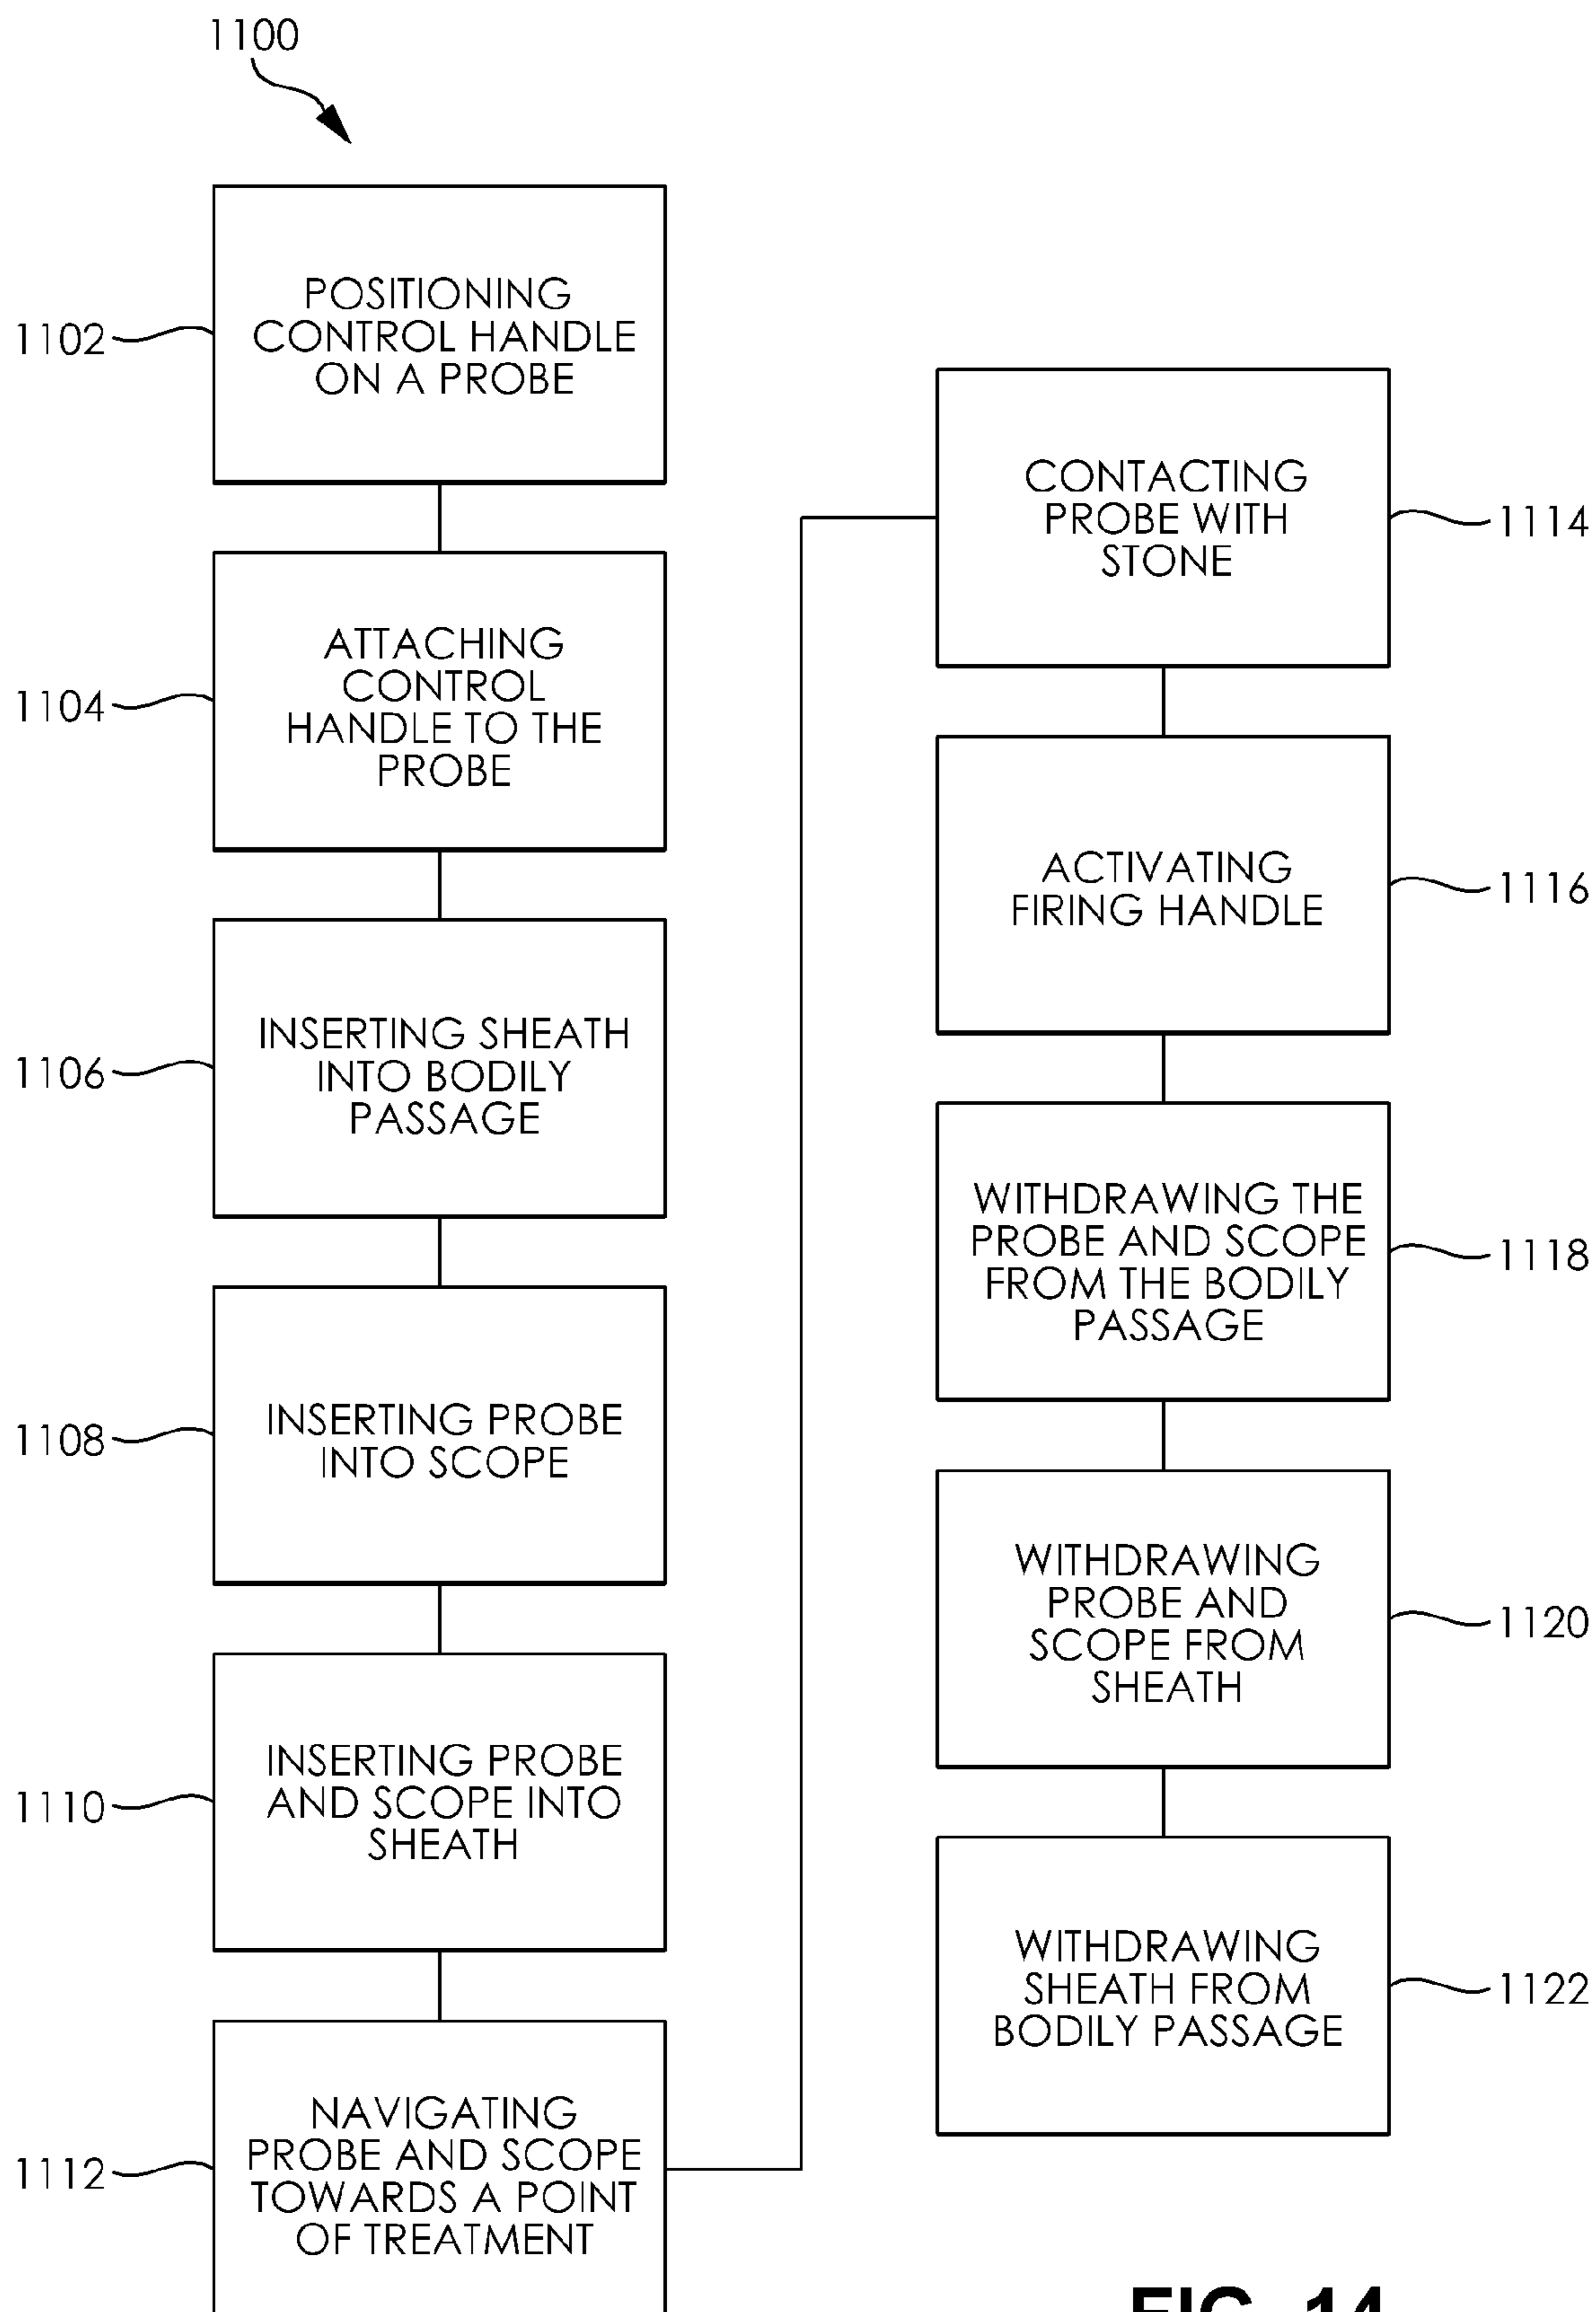 1100
POSITIONING
CONTROL HANDLE
ON A PROBE
1102
ATTACHING
CONTROL
HANDLE TO THE
PROBE
1104
INSERTING SHEATH
INTO BODILY
PASSAGE
1106
INSERTING PROBE
INTO SCOPE
1108
INSERTING PROBE
AND SCOPE INTO
SHEATH
1110
NAVIGATING
PROBE AND SCOPE
TOWARDS A POINT
OF TREATMENT
1112
CONTACTING
PROBE WITH
STONE
1114
ACTIVATING
FIRING HANDLE
1116
WITHDRAWING THE
PROBE AND SCOPE
FROM THE BODILY
PASSAGE
1118
WITHDRAWING
PROBE AND
SCOPE FROM
SHEATH
1120
WITHDRAWING
SHEATH FROM
BODILY PASSAGE
1122
FIG. 14